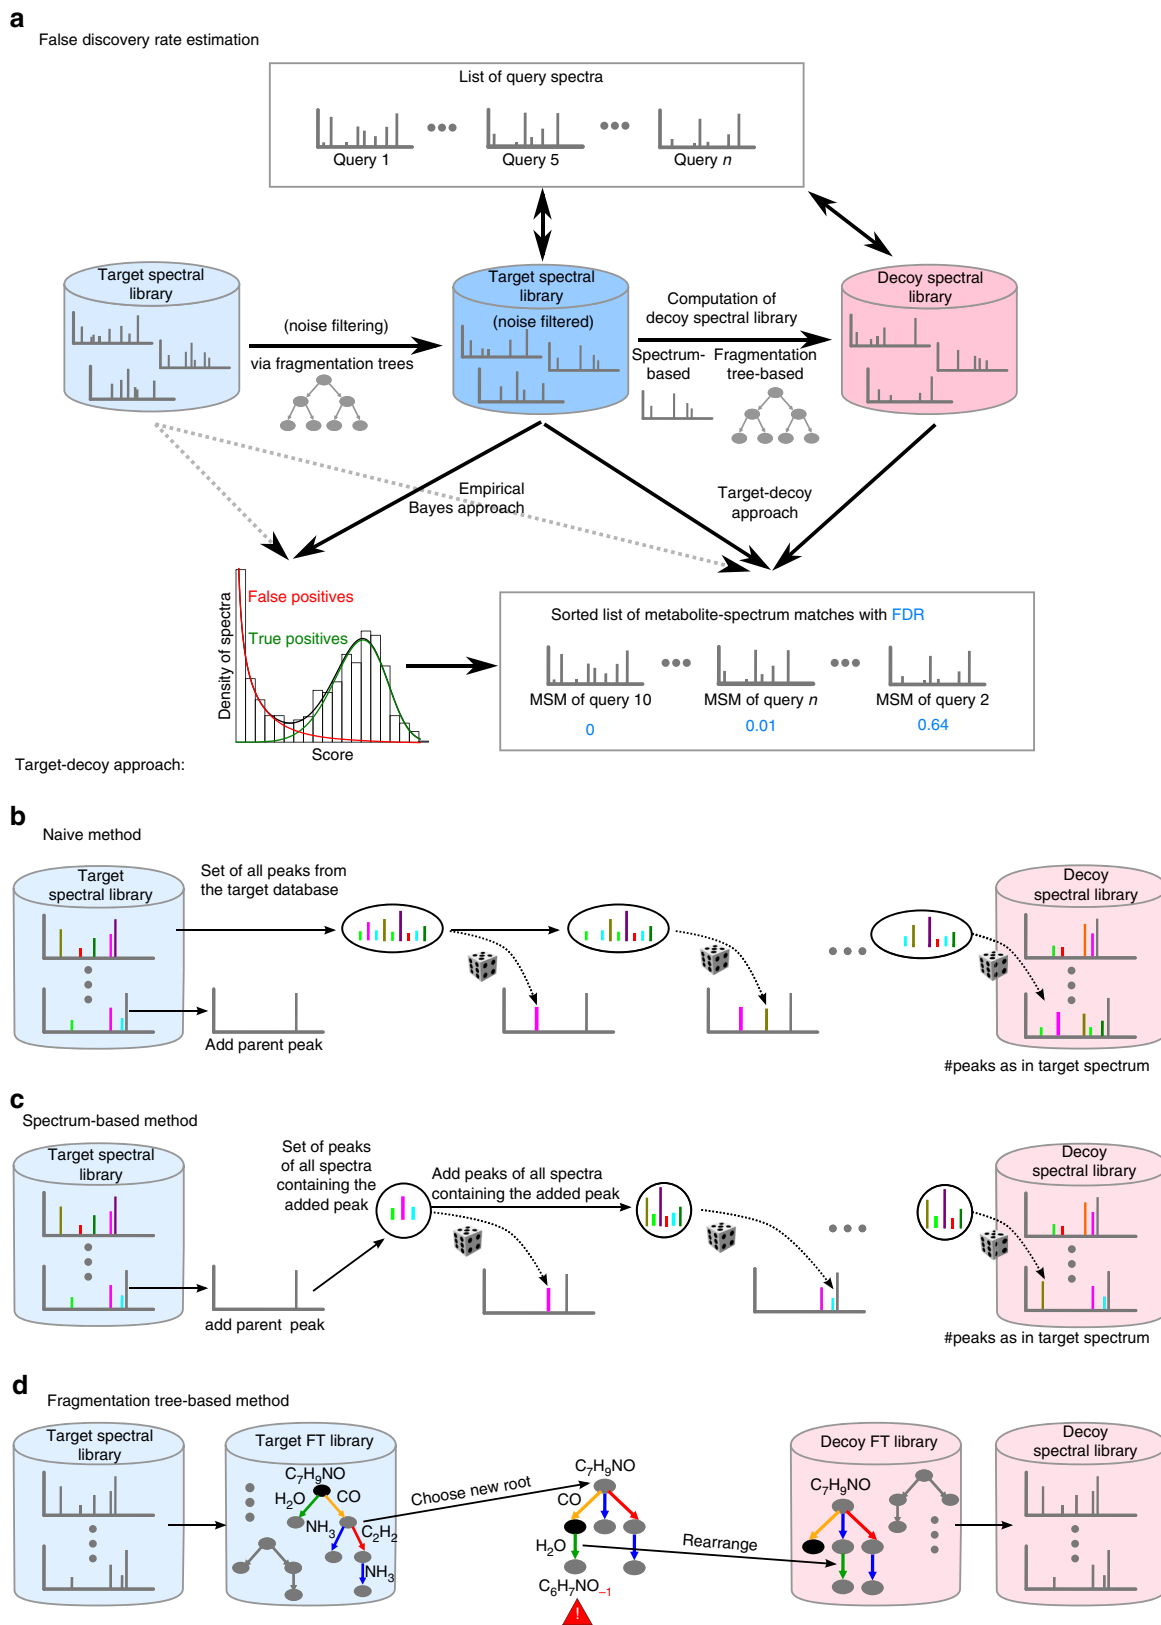 a
False discovery rate estimation
List of query spectra
Query 1
Query 5
Query n
Target spectral
library
(noise filtering)
via fragmentation trees
Target spectral
library
(noise filtered)
Computation of
decoy spectral library
Spectrum-
based
Fragmentation
tree-based
Decoy spectral
library
Empirical
Bayes approach
Target-decoy
approach
Density of spectra
False positives
True positives
Score
Sorted list of metabolite-spectrum matches with FDR
MSM of query 10
MSM of query n
MSM of query 2
0
0.01
0.64
Target-decoy approach:
b
Naive method
Target
spectral library
Set of all peaks from
the target database
Add parent peak
Decoy
spectral library
#peaks as in target spectrum
c
Spectrum-based method
Target spectral
library
Set of peaks
of all spectra
containing the
added peak
Add peaks of all spectra
containing the added peak
add parent peak
Decoy
spectral library
#peaks as in target spectrum
d
Fragmentation tree-based method
Target spectral
library
Target FT library
C₇H₉NO
H₂O
CO
NH₃
C₂H₂
NH₃
Choose new root
C₇H₉NO
CO
H₂O
C₆H₇NO₋₁
!
Rearrange
Decoy FT library
C₇H₉NO
Decoy
spectral library